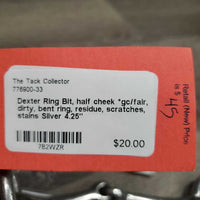 The Tack Collector
776900-33
Dexter Ring Bit, half cheek *gc/fair,
dirty, bent ring, residue, scratches,
stains Silver 4.25"
7B2WZR
$20.00
Retail (New) Price
is $ 45